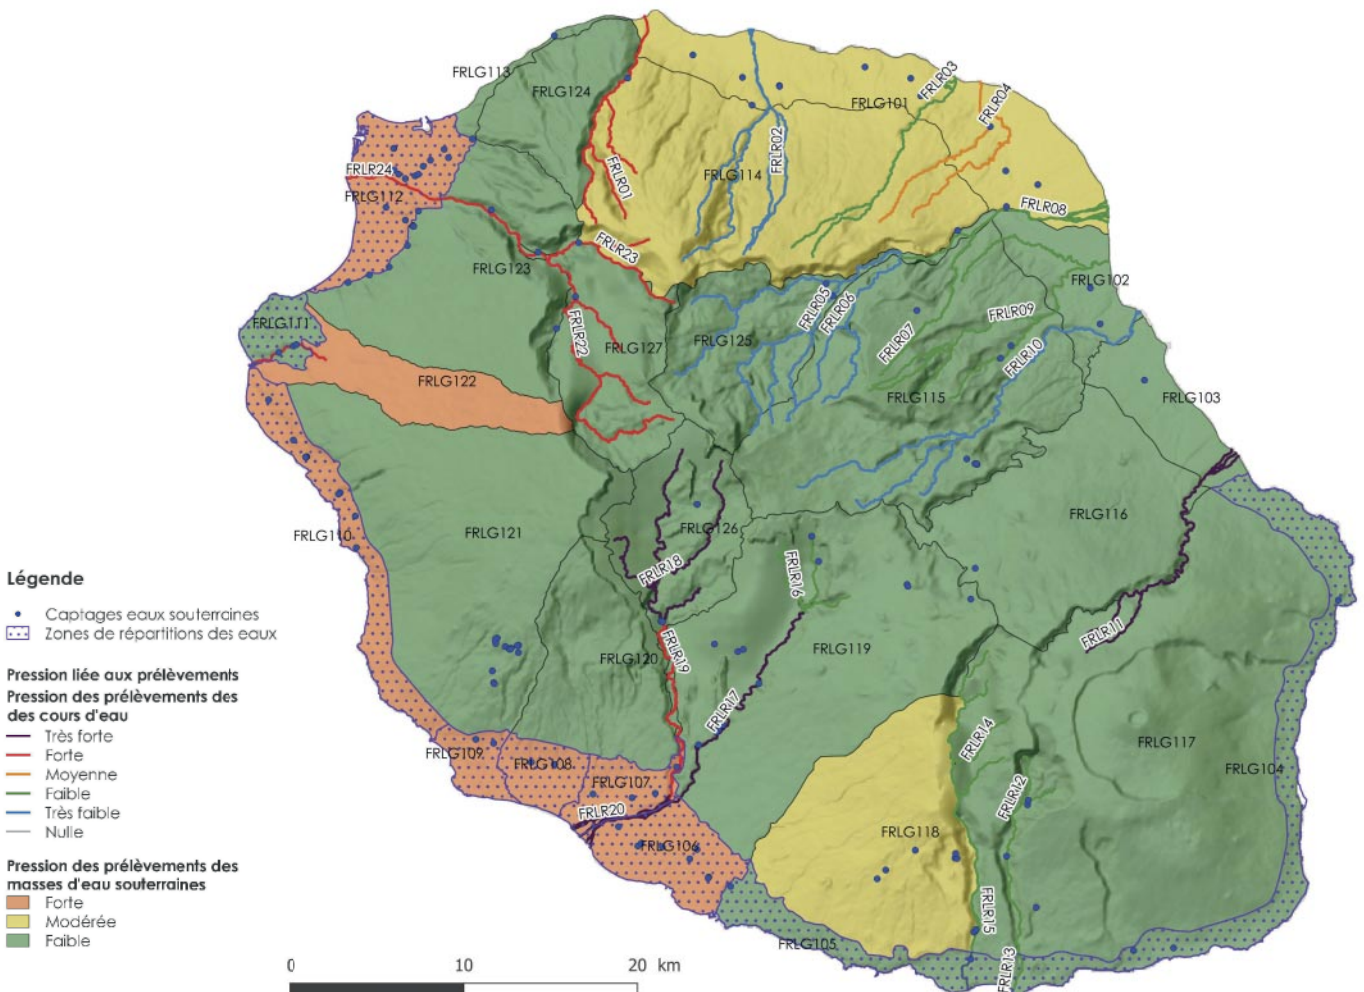 FRLR03
FRLG113
FRLG124
FRLG101
FRLR04
FRLR02
FRLR24
FRLR01
FRLG114
FRLG112
FRLR08
FRLR23
FRLG123
FRLG102
FRLR05
FRLR06
FRLR09
FRLG111
FRLR22
FRLG127
FRLG125
FRLR07
FRLR10
FRLG122
FRLG115
FRLG103
FRLG110
FRLG121
FRLG126
FRLG116
FRLR18
FRLR16
FRLR11
FRLR19
FRLG120
FRLG119
FRLR17
FRLR14
FRLG117
FRLG109
FRLG108
FRLG107
FRLG104
FRLR12
FRLR20
FRLG106
FRLG118
FRLR15
FRLG105
FRLR13
Légende
Captages eaux souterraines
Zones de répartitions des eaux
Pression liée aux prélèvements
Pression des prélèvements des
des cours d'eau
Très forte
Forte
Moyenne
Faible
Très faible
Nulle
Pression des prélèvements des
masses d'eau souterraines
Forte
Modérée
Faible
0 10 20 km